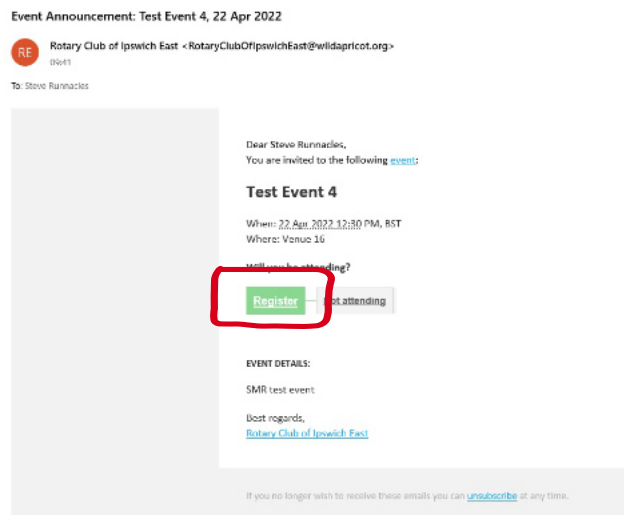 Event Announcement: Test Event 4, 22 Apr 2022
RE
Rotary Club of Ipswich East <RotaryClubOfIpswichEast@wildapricot.org>
09:41
To: Steve Runnacles
Dear Steve Runnacles,
You are invited to the following event:
Test Event 4
When: 22 Apr 2022 12:30 PM, BST
Where: Venue 16
Will you be attending?
Register
Not attending
EVENT DETAILS:
SMR test event
Best regards,
Rotary Club of Ipswich East
If you no longer wish to receive these emails you can unsubscribe at any time.